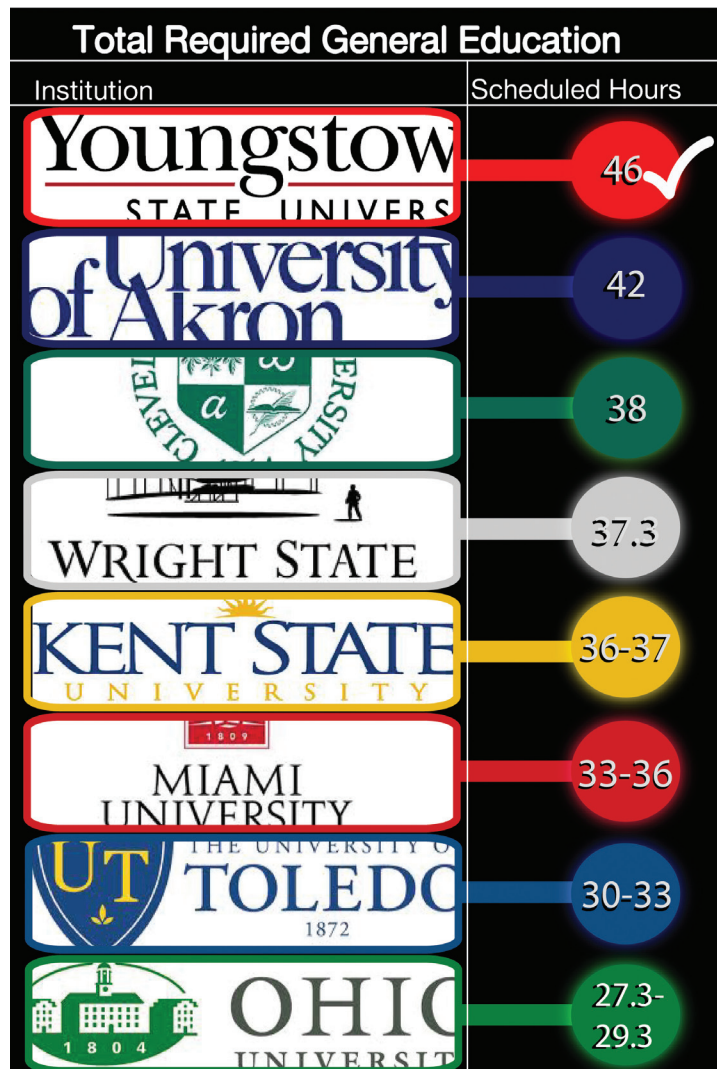 Total Required General Education
Institution
Scheduled Hours
Youngstow
STATE UNIVERS
46
University
of Akron
42
CLEVEL
VERSITY
α ω
38
WRIGHT STATE
37.3
KENT STATE
UNIVERSITY
36-37
1809
MIAMI
UNIVERSITY
33-36
UT
THE UNIVERSITY O
TOLEDO
1872
30-33
1804
OHIO
UNIVERSIT
27.3-
29.3